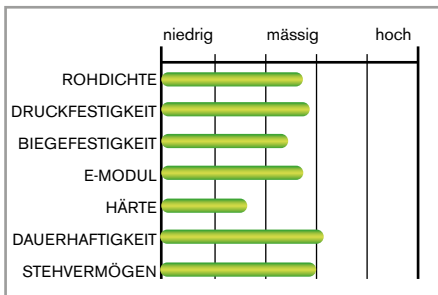 niedrig mässig hoch
ROHDICHTE
DRUCKFESTIGKEIT
BIEGEFESTIGKEIT
E-MODUL
HÄRTE
DAUERHAFTIGKEIT
STEHVERMÖGEN